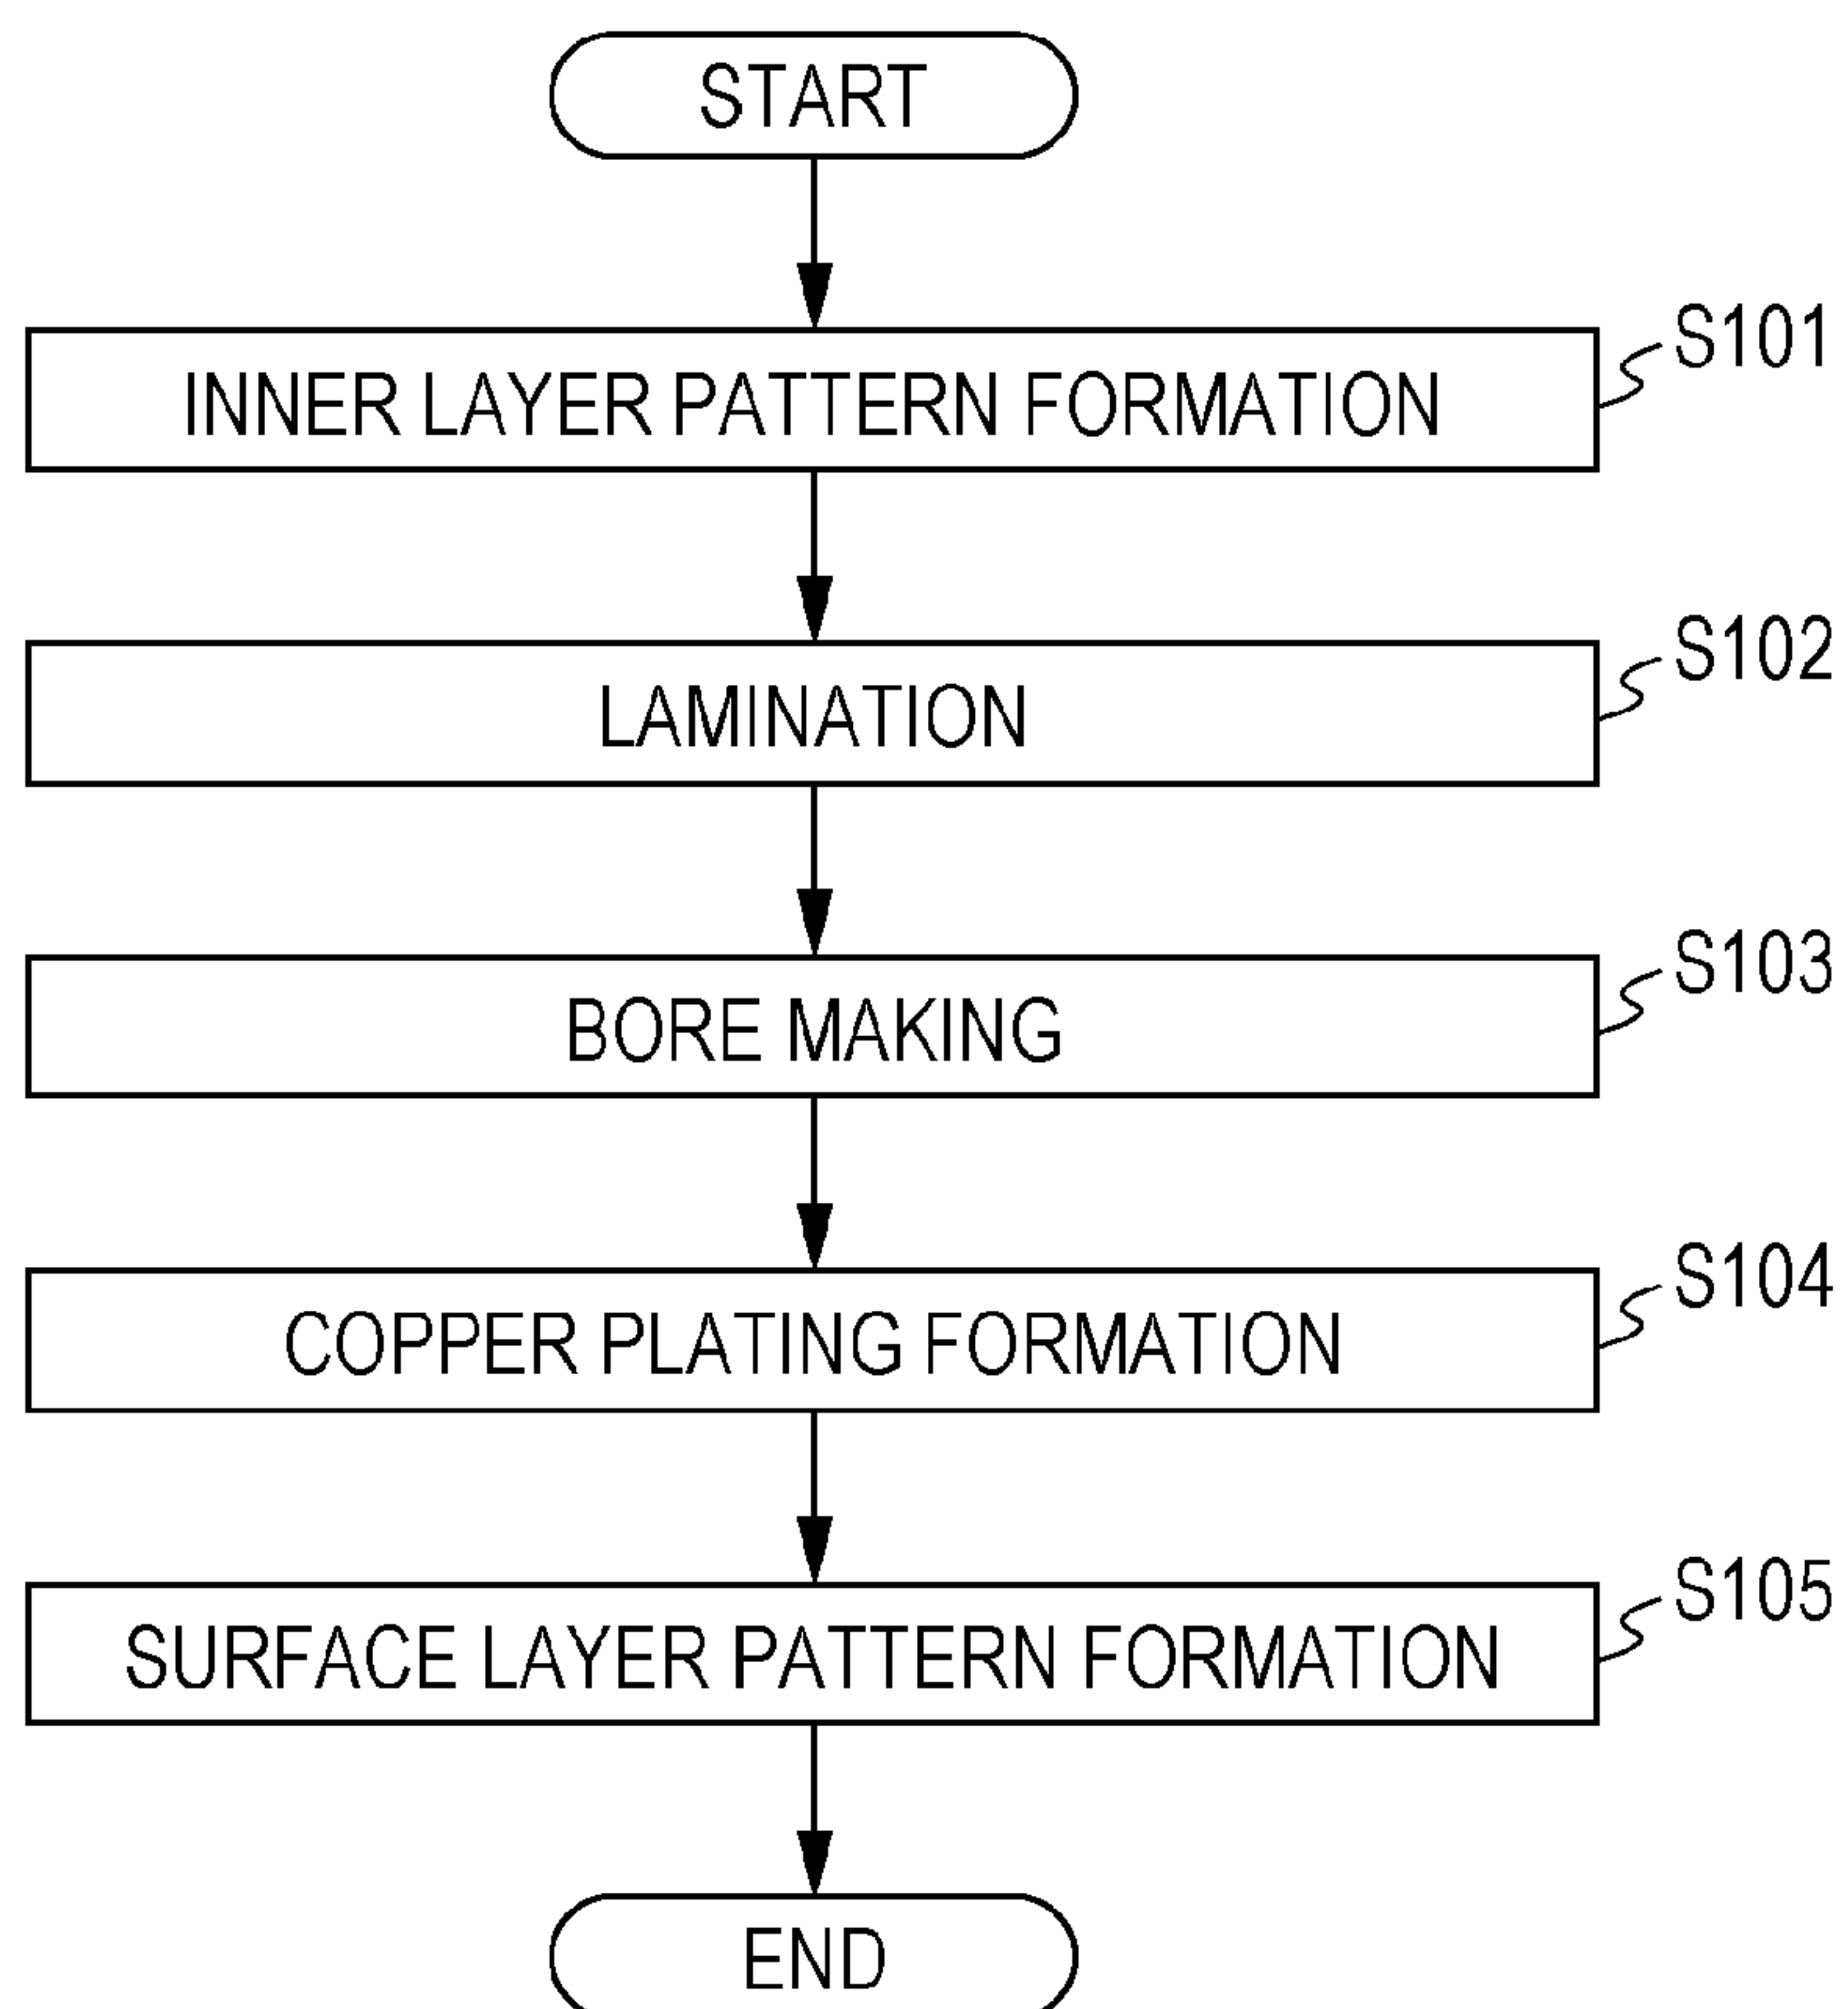 START
INNER LAYER PATTERN FORMATION
S101
LAMINATION
S102
BORE MAKING
S103
COPPER PLATING FORMATION
S104
SURFACE LAYER PATTERN FORMATION
S105
END